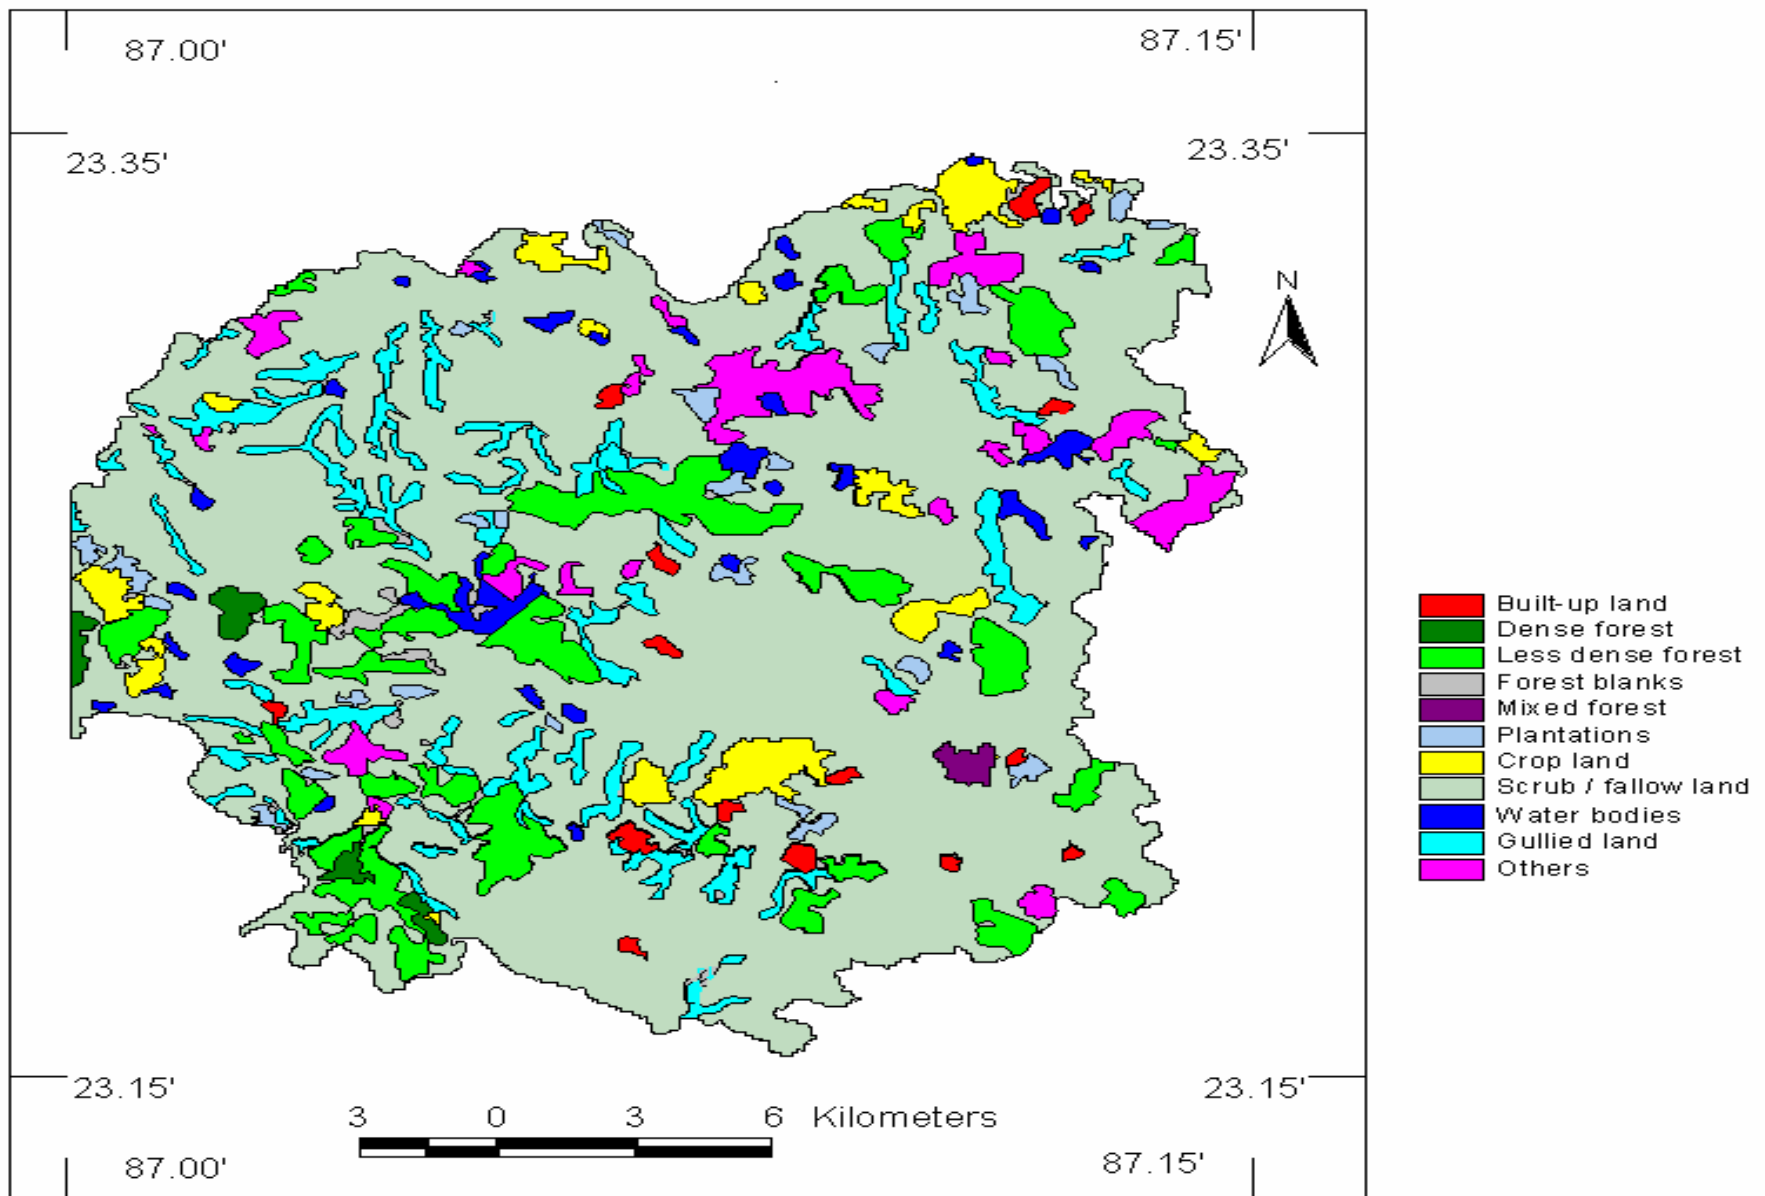 87.00' 87.15'
23.35' 23.35'
N
Built-up land
Dense forest
Less dense forest
Forest blanks
Mixed forest
Plantations
Crop land
Scrub / fallow land
Water bodies
Gullied land
Others
23.15' 23.15'
3 0 3 6 Kilometers
87.00' 87.15'